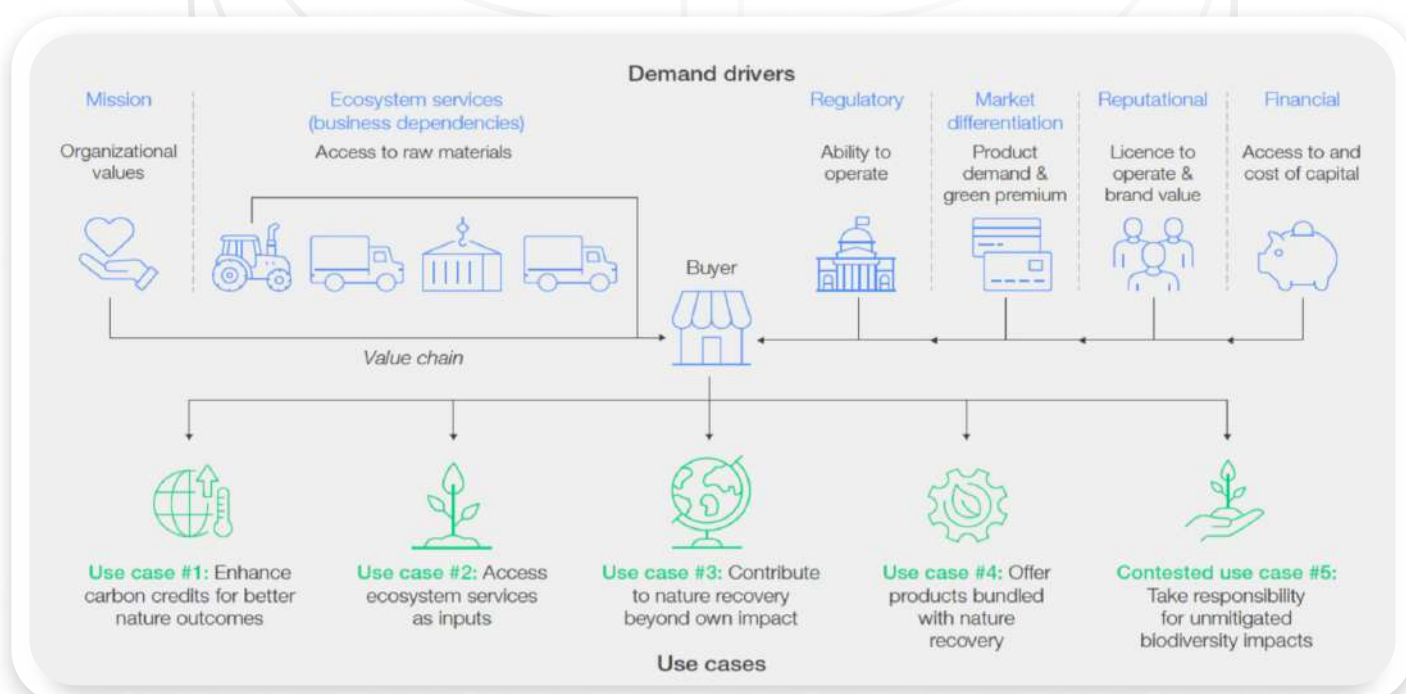 Demand drivers
Mission
Organizational
values
Ecosystem services
(business dependencies)
Access to raw materials
Regulatory
Ability to
operate
Market
differentiation
Product
demand &
green premium
Reputational
Licence to
operate &
brand value
Financial
Access to and
cost of capital
Buyer
Value chain
Use case #1: Enhance
carbon credits for better
nature outcomes
Use case #2: Access
ecosystem services
as inputs
Use case #3: Contribute
to nature recovery
beyond own impact
Use case #4: Offer
products bundled
with nature
recovery
Contested use case #5:
Take responsibility
for unmitigated
biodiversity impacts
Use cases